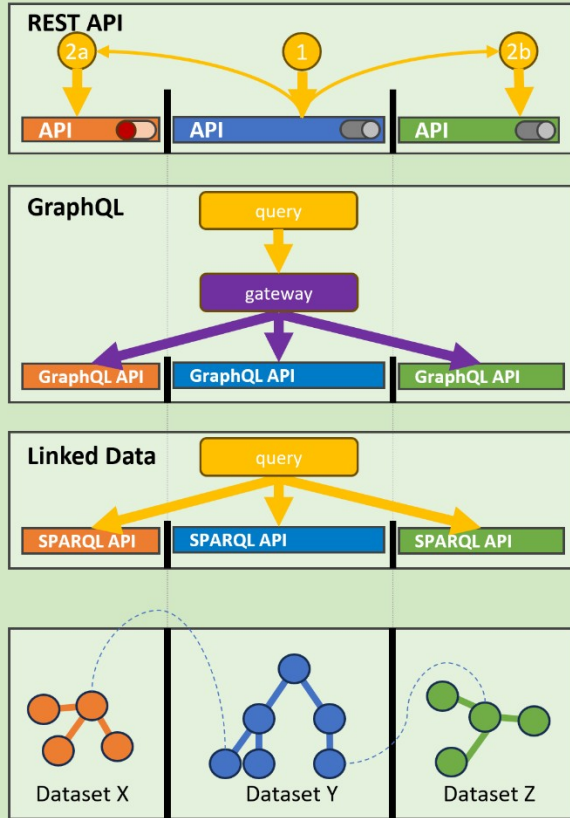 REST API
2a
1
2b
API
API
API
GraphQL
query
gateway
GraphQL API
GraphQL API
GraphQL API
Linked Data
query
SPARQL API
SPARQL API
SPARQL API
Dataset X
Dataset Y
Dataset Z